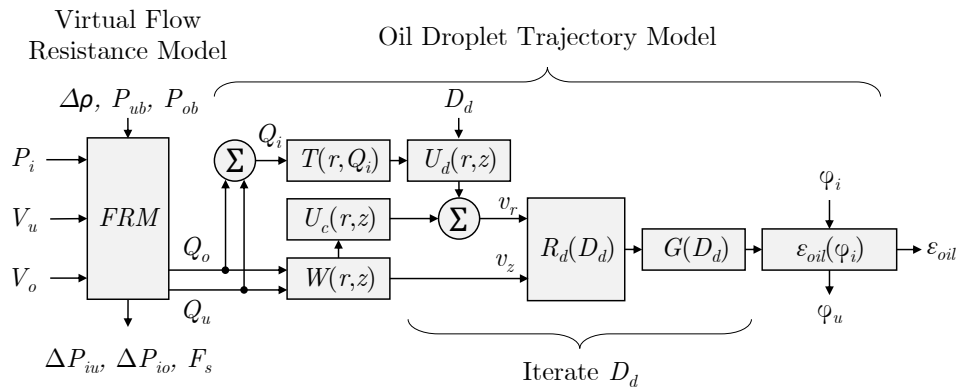 Virtual Flow
Resistance Model
Oil Droplet Trajectory Model
Δρ, P_ub, P_ob
D_d
P_i
V_u
V_o
FRM
Σ
Q_i
T(r,Q_i)
U_d(r,z)
U_c(r,z)
Σ
v_r
φ_i
Q_o
W(r,z)
v_z
R_d(D_d)
G(D_d)
ε_oil(φ_i)
ε_oil
Q_u
φ_u
ΔP_iu, ΔP_io, F_s
Iterate D_d